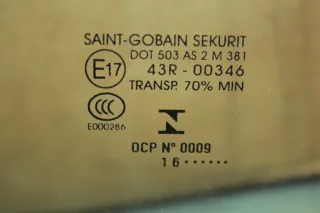 SAINT-GOBAIN SEKURIT
DOT 503 AS 2 M 381
E17 43R - 00346
TRANSP. 70% MIN
CCC
E000286
N
OCP Nº 0009
16······